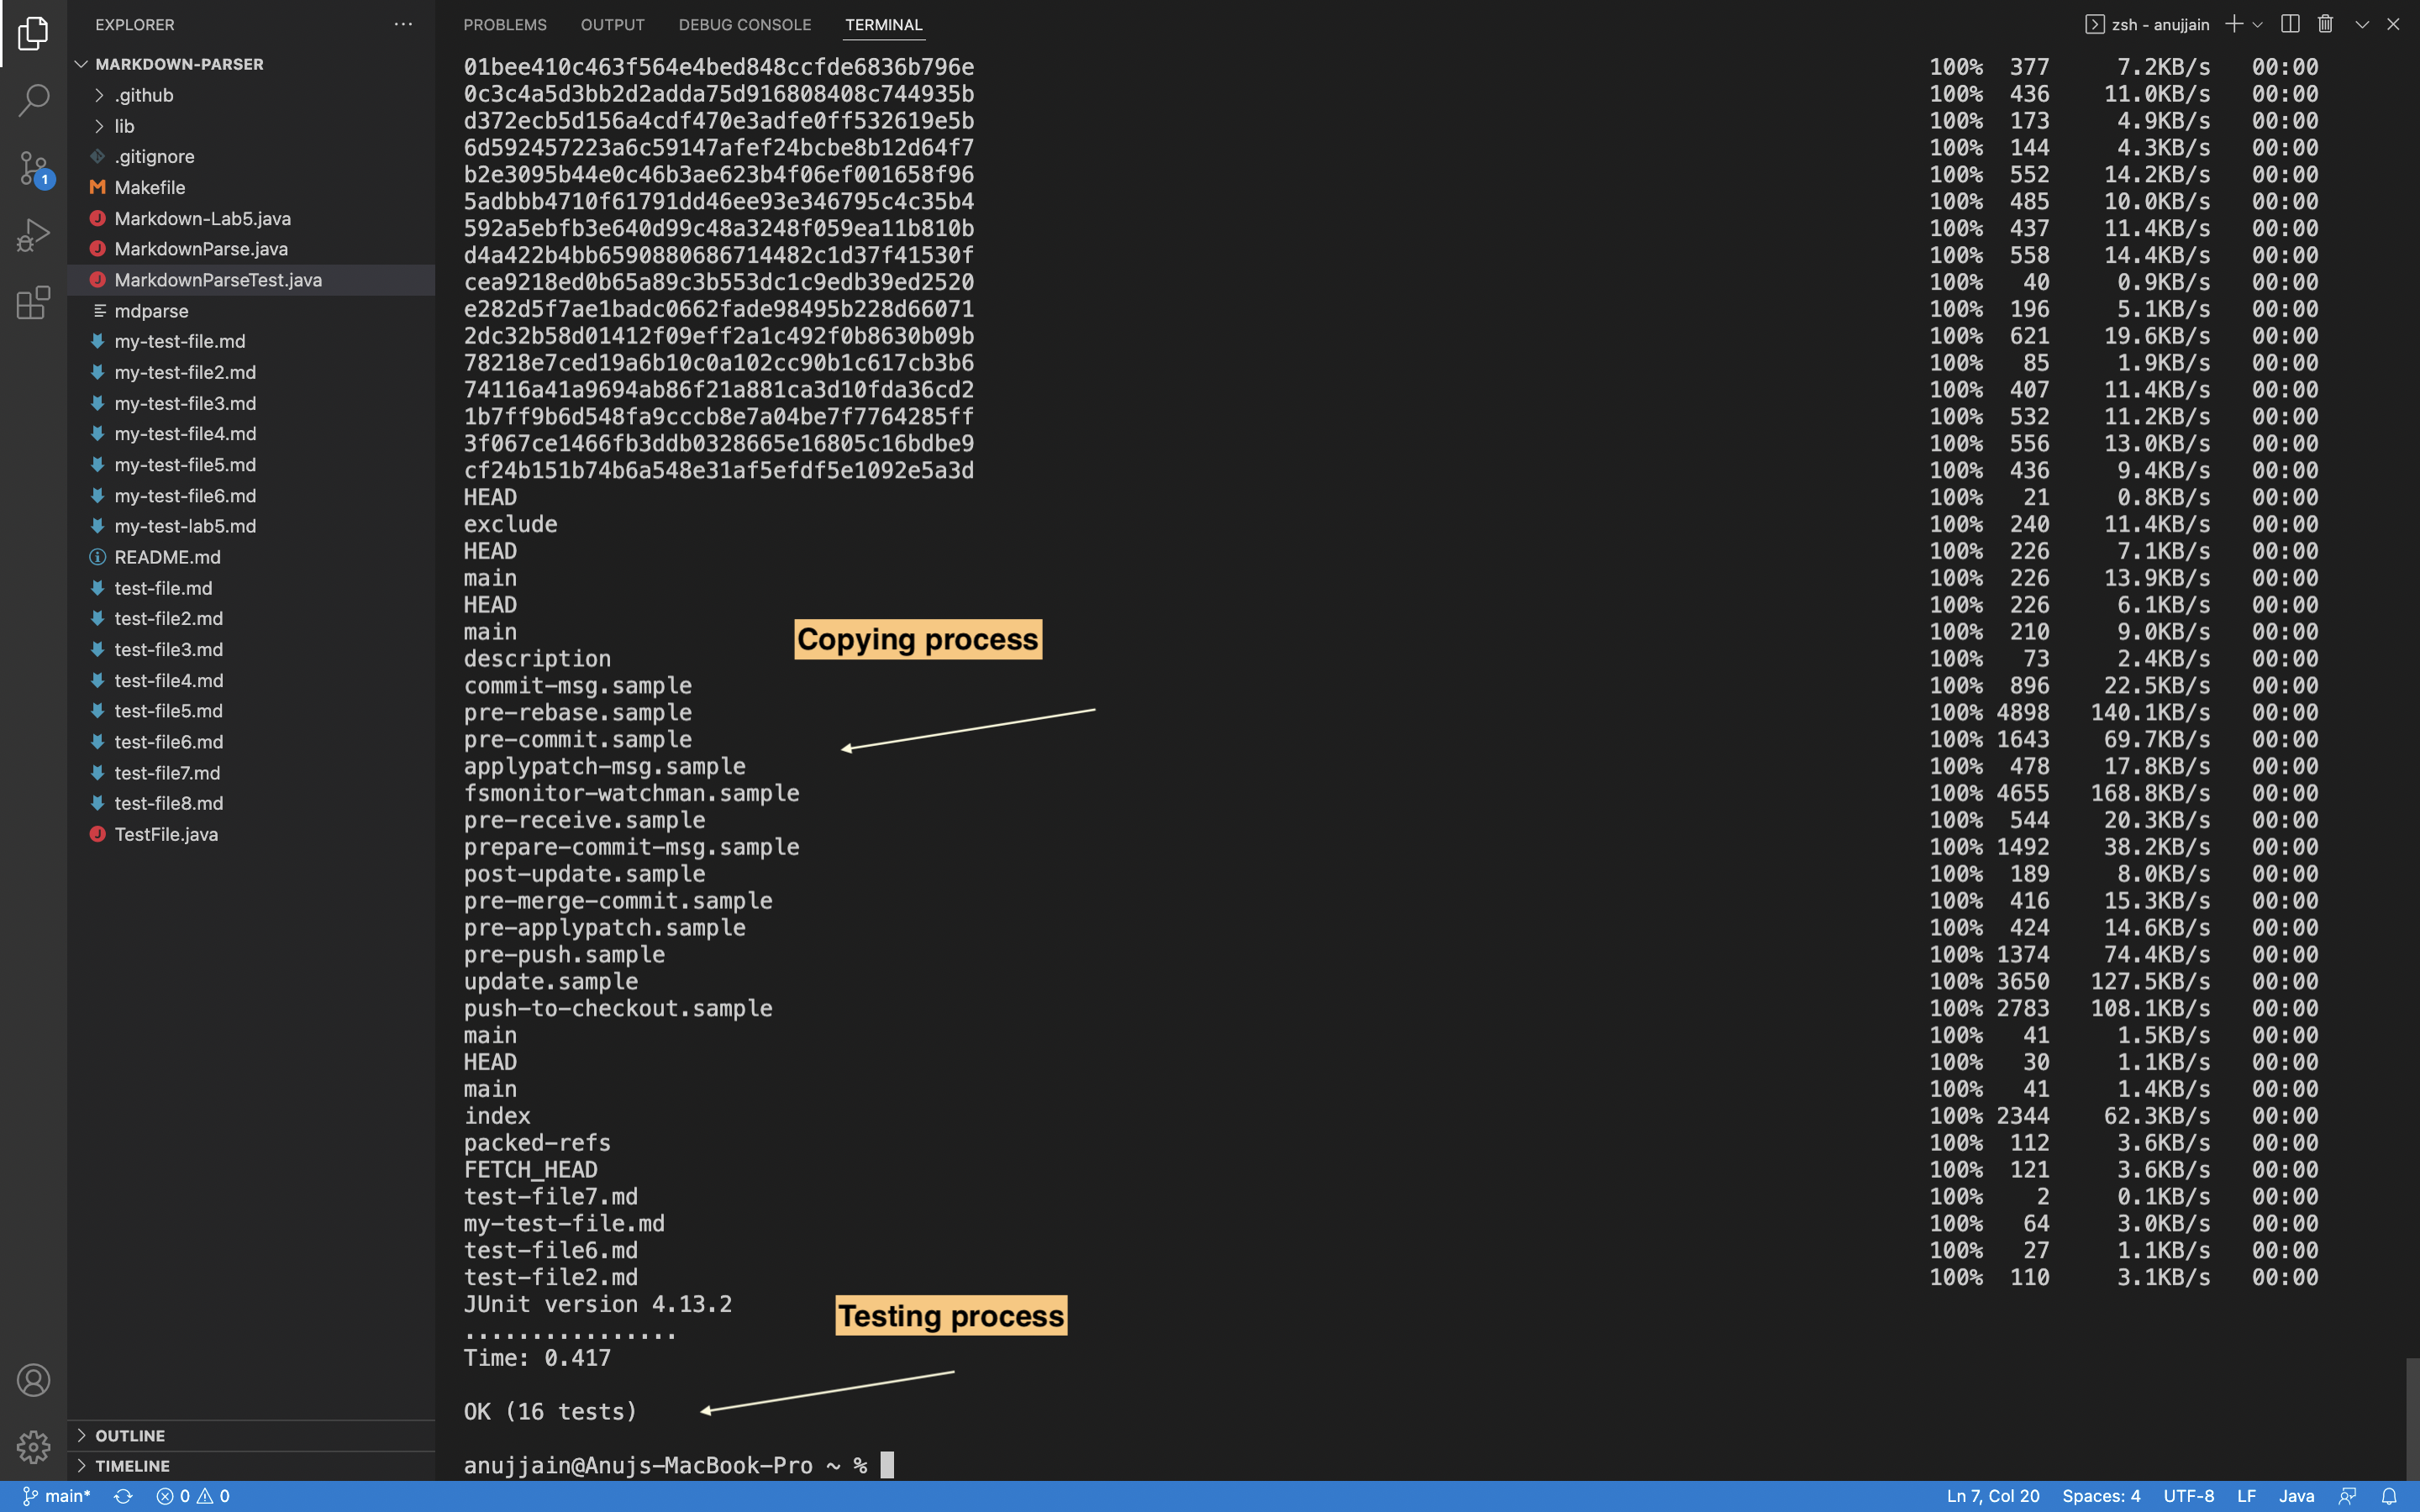 EXPLORER
MARKDOWN-PARSER
.github
lib
.gitignore
Makefile
Markdown-Lab5.java
MarkdownParse.java
MarkdownParseTest.java
mdparse
my-test-file.md
my-test-file2.md
my-test-file3.md
my-test-file4.md
my-test-file5.md
my-test-file6.md
my-test-lab5.md
README.md
test-file.md
test-file2.md
test-file3.md
test-file4.md
test-file5.md
test-file6.md
test-file7.md
test-file8.md
TestFile.java
OUTLINE
TIMELINE
PROBLEMS OUTPUT DEBUG CONSOLE TERMINAL zsh - anujjain
01bee410c463f564e4bed848ccfde6836b796e 100% 377 7.2KB/s 00:00
0c3c4a5d3bb2d2adda75d916808408c744935b 100% 436 11.0KB/s 00:00
d372ecb5d156a4cdf470e3adfe0ff532619e5b 100% 173 4.9KB/s 00:00
6d592457223a6c59147afef24bcbe8b12d64f7 100% 144 4.3KB/s 00:00
b2e3095b44e0c46b3ae623b4f06ef001658f96 100% 552 14.2KB/s 00:00
5adbbb4710f61791dd46ee93e346795c4c35b4 100% 485 10.0KB/s 00:00
592a5ebfb3e640d99c48a3248f059ea11b810b 100% 437 11.4KB/s 00:00
d4a422b4bb6590880686714482c1d37f41530f 100% 558 14.4KB/s 00:00
cea9218ed0b65a89c3b553dc1c9edb39ed2520 100% 40 0.9KB/s 00:00
e282d5f7ae1badc0662fade98495b228d66071 100% 196 5.1KB/s 00:00
2dc32b58d01412f09eff2a1c492f0b8630b09b 100% 621 19.6KB/s 00:00
78218e7ced19a6b10c0a102cc90b1c617cb3b6 100% 85 1.9KB/s 00:00
74116a41a9694ab86f21a881ca3d10fda36cd2 100% 407 11.4KB/s 00:00
1b7ff9b6d548fa9cccb8e7a04be7f7764285ff 100% 532 11.2KB/s 00:00
3f067ce1466fb3ddb0328665e16805c16bdbe9 100% 556 13.0KB/s 00:00
cf24b151b74b6a548e31af5efdf5e1092e5a3d 100% 436 9.4KB/s 00:00
HEAD 100% 21 0.8KB/s 00:00
exclude 100% 240 11.4KB/s 00:00
HEAD 100% 226 7.1KB/s 00:00
main 100% 226 13.9KB/s 00:00
HEAD 100% 226 6.1KB/s 00:00
main 100% 210 9.0KB/s 00:00
Copying process
description 100% 73 2.4KB/s 00:00
commit-msg.sample 100% 896 22.5KB/s 00:00
pre-rebase.sample 100% 4898 140.1KB/s 00:00
pre-commit.sample 100% 1643 69.7KB/s 00:00
applypatch-msg.sample 100% 478 17.8KB/s 00:00
fsmonitor-watchman.sample 100% 4655 168.8KB/s 00:00
pre-receive.sample 100% 544 20.3KB/s 00:00
prepare-commit-msg.sample 100% 1492 38.2KB/s 00:00
post-update.sample 100% 189 8.0KB/s 00:00
pre-merge-commit.sample 100% 416 15.3KB/s 00:00
pre-applypatch.sample 100% 424 14.6KB/s 00:00
pre-push.sample 100% 1374 74.4KB/s 00:00
update.sample 100% 3650 127.5KB/s 00:00
push-to-checkout.sample 100% 2783 108.1KB/s 00:00
main 100% 41 1.5KB/s 00:00
HEAD 100% 30 1.1KB/s 00:00
main 100% 41 1.4KB/s 00:00
index 100% 2344 62.3KB/s 00:00
packed-refs 100% 112 3.6KB/s 00:00
FETCH_HEAD 100% 121 3.6KB/s 00:00
test-file7.md 100% 2 0.1KB/s 00:00
my-test-file.md 100% 64 3.0KB/s 00:00
test-file6.md 100% 27 1.1KB/s 00:00
test-file2.md 100% 110 3.1KB/s 00:00
JUnit version 4.13.2
Testing process
................
Time: 0.417
OK (16 tests)
anujjain@Anujs-MacBook-Pro ~ %
1
main* 0 0 Ln 7, Col 20 Spaces: 4 UTF-8 LF Java